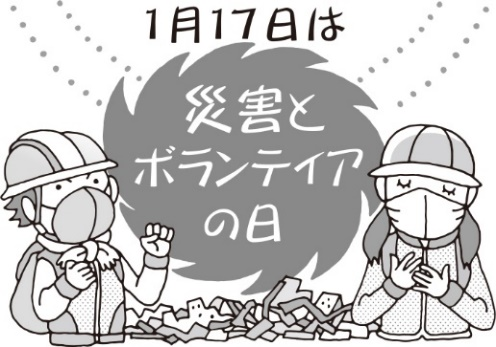 1月17日は
災害と
ボランティア
の日